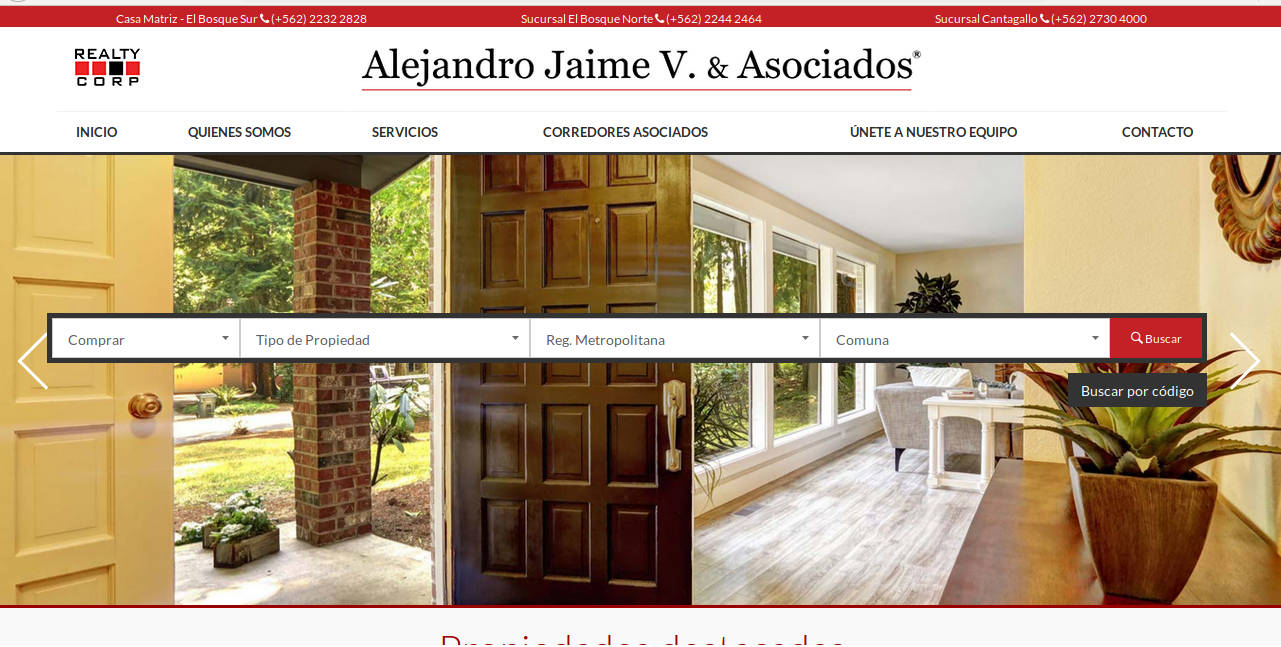 Casa Matriz - El Bosque Sur (+562) 2232 2828
Sucursal El Bosque Norte (+562) 2244 2464
Sucursal Cantagallo (+562) 2730 4000
REALTY
CORP
Alejandro Jaime V. & Asociados®
INICIO
QUIENES SOMOS
SERVICIOS
CORREDORES ASOCIADOS
ÚNETE A NUESTRO EQUIPO
CONTACTO
Comprar
Tipo de Propiedad
Reg. Metropolitana
Comuna
Buscar
Buscar por código
Propiedades destacadas